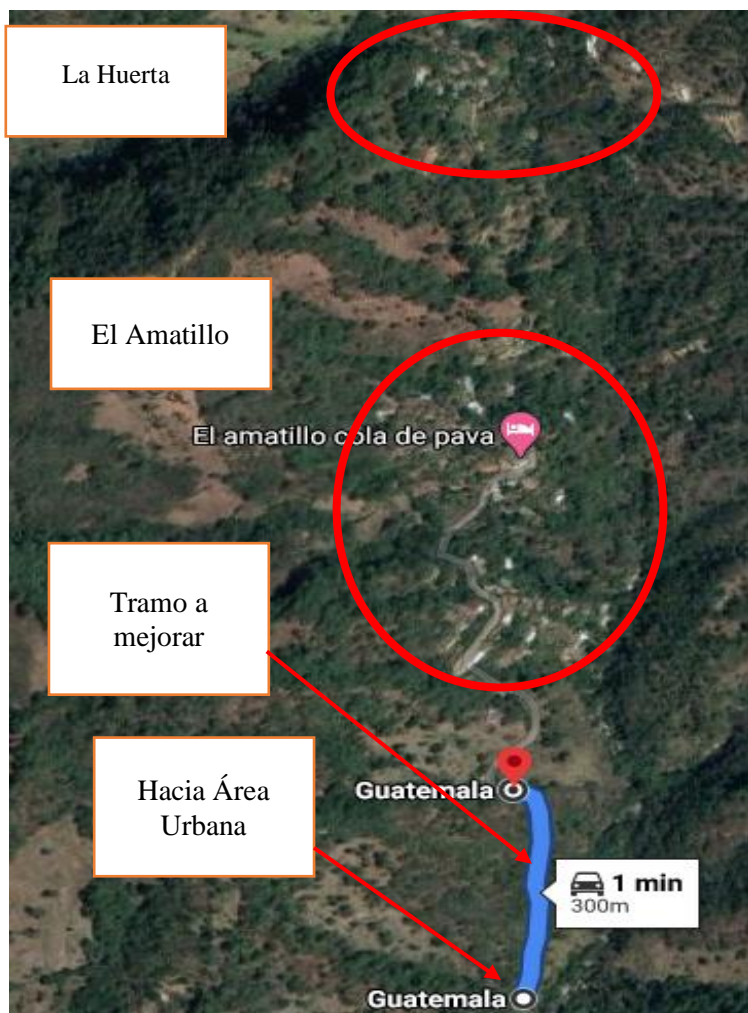 La Huerta
El Amatillo
El amatillo cola de pava
Tramo a
mejorar
Hacia Área
Urbana
Guatemala
1 min
300m
Guatemala